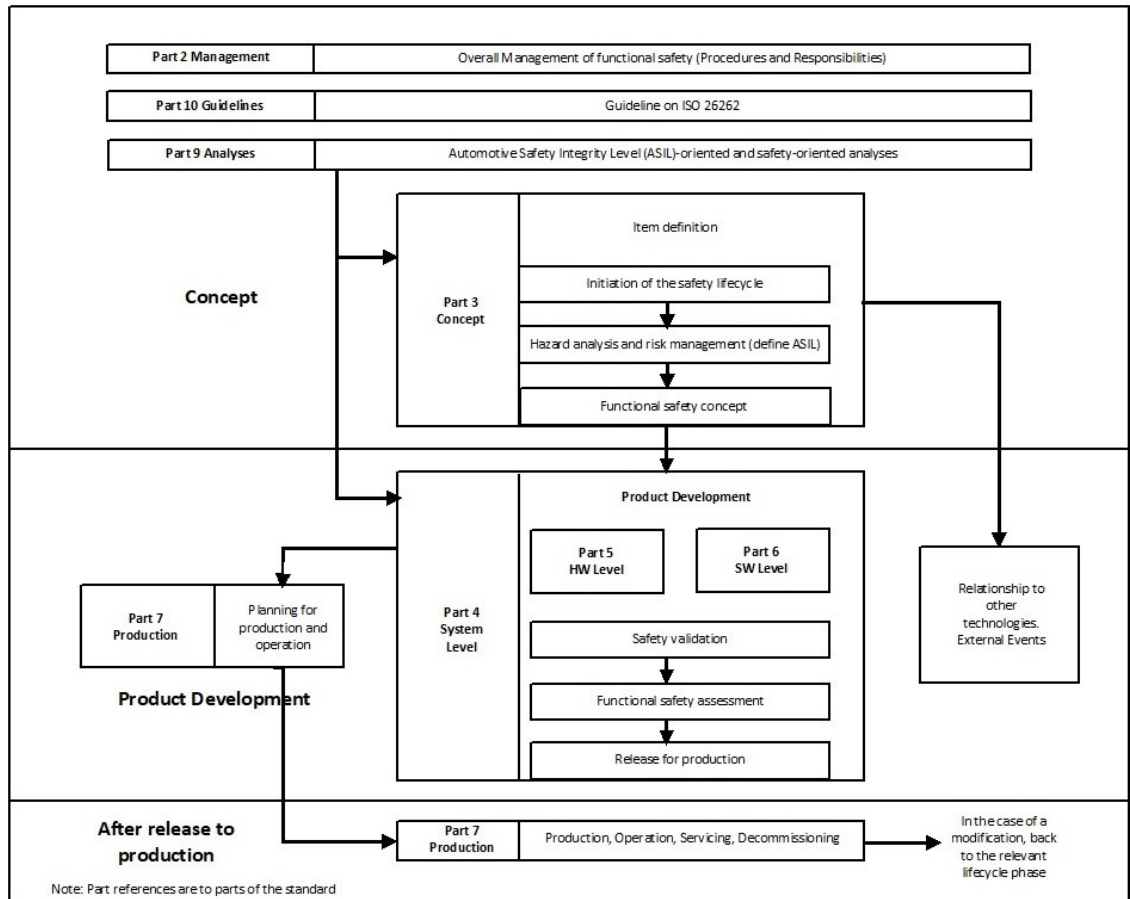 Part 2 Management
Overall Management of functional safety (Procedures and Responsibilities)
Part 10 Guidelines
Guideline on ISO 26262
Part 9 Analyses
Automotive Safety Integrity Level (ASIL)-oriented and safety-oriented analyses
Concept
Part 3
Concept
Item definition
Initiation of the safety lifecycle
Hazard analysis and risk management (define ASIL)
Functional safety concept
Part 7
Production
Planning for
production and
operation
Product Development
Part 4
System
Level
Product Development
Part 5
HW Level
Part 6
SW Level
Safety validation
Functional safety assessment
Release for production
Relationship to
other
technologies.
External Events
After release to
production
Part 7
Production
Production, Operation, Servicing, Decommissioning
In the case of a
modification, back
to the relevant
lifecycle phase
Note: Part references are to parts of the standard